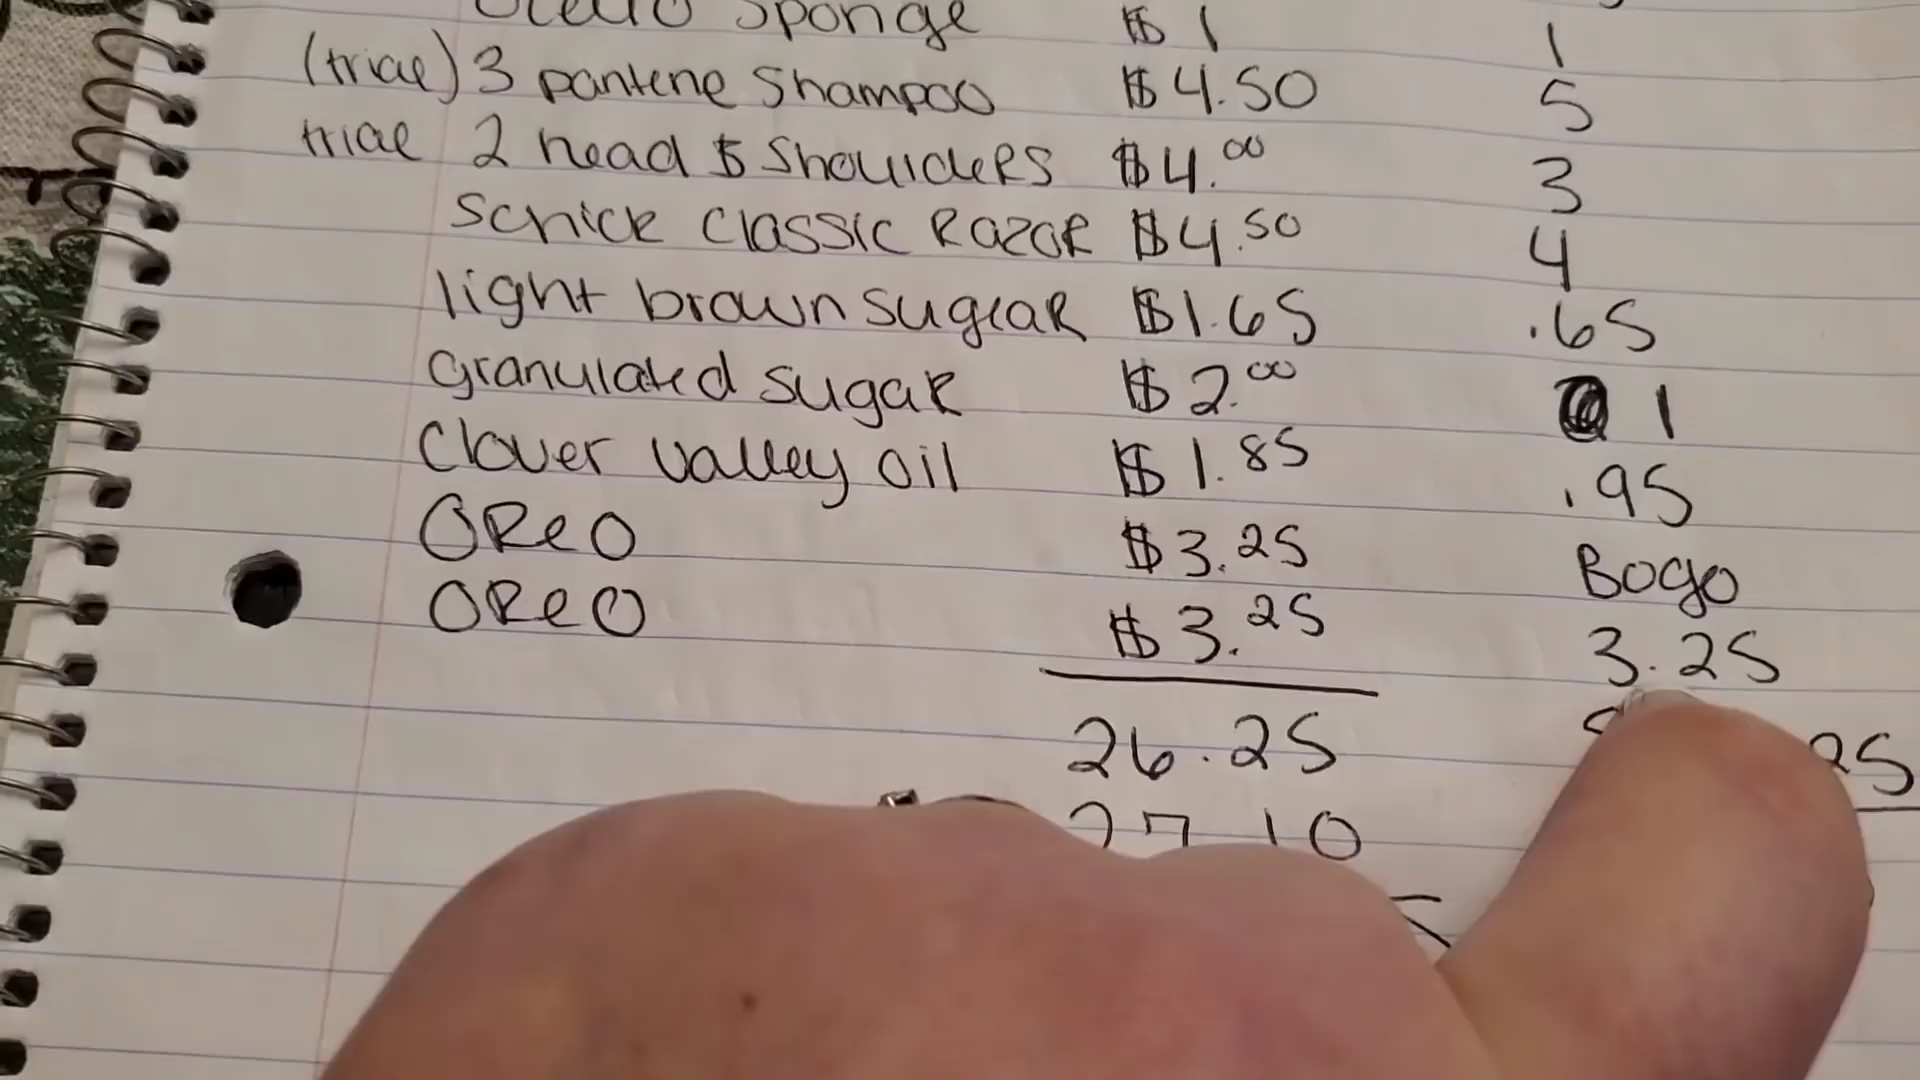 Sponge $ 1 1
(trial) 3 pantene Shampoo $4.50 5
trial 2 head $ Shoulders $4.00 3
Schick Classic Razor $4.50 4
light brown sugar $1.65 .65
granulated sugar $2.00 1
Clover Valley oil $1.85 .95
OReO $3.25 Bogo
OReO $3.25 3.25
26.25 25
27.10